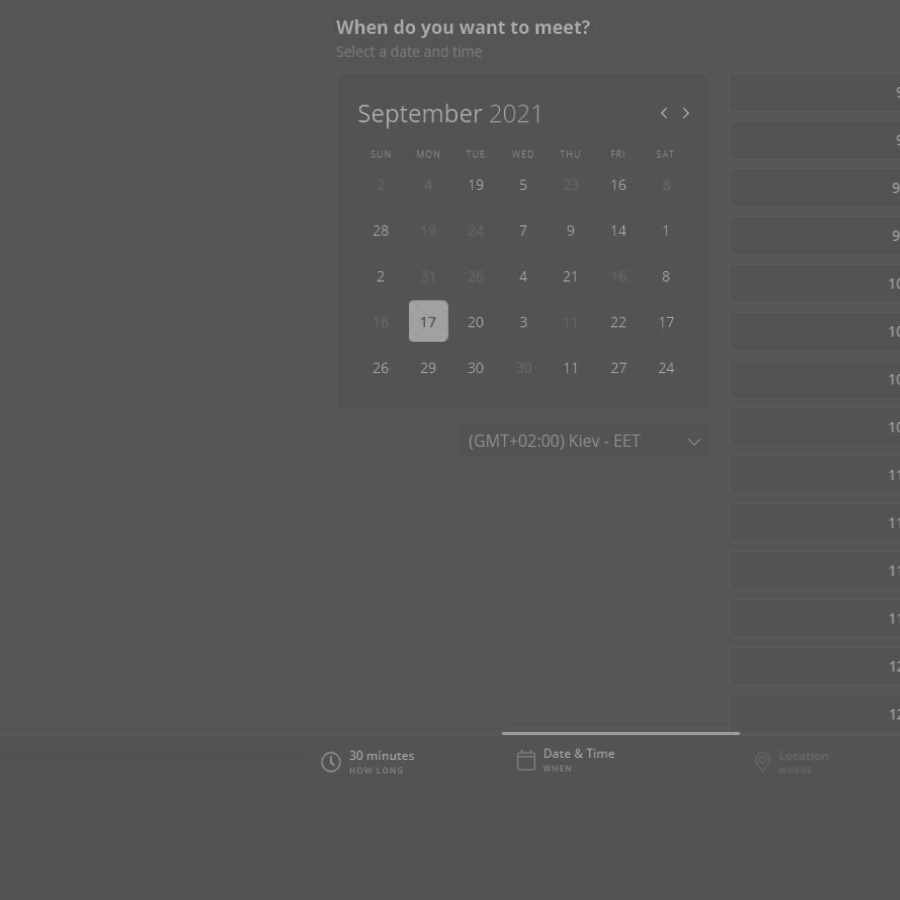 When do you want to meet?
Select a date and time
September 2021
SUN MON TUE WED THU FRI SAT
2 4 19 5 23 16 8
28 19 24 7 9 14 1
2 31 26 4 21 16 8
18 17 20 3 11 22 17
26 29 30 30 11 27 24
(GMT+02:00) Kiev - EET
9
9
9
9
10
10
10
10
11
11
11
11
12
12
30 minutes
HOW LONG
Date & Time
WHEN
Location
WHERE